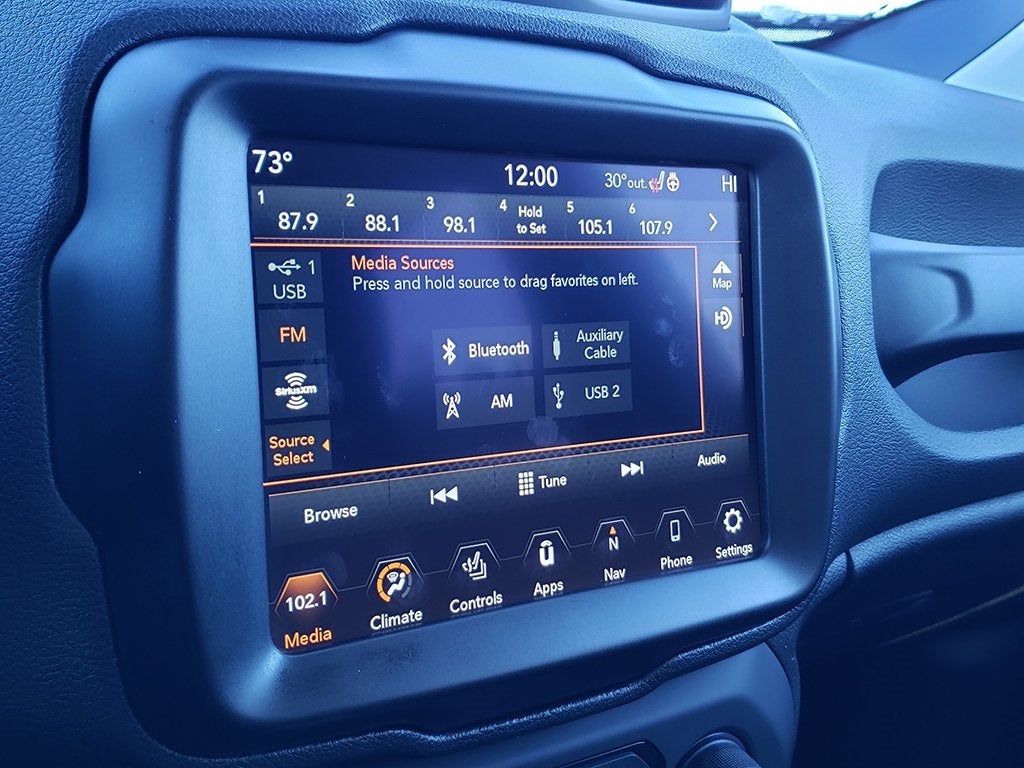 73° 12:00 30° out. HI
1 2 3 4 5 6
87.9 88.1 98.1 Hold to Set 105.1 107.9
1
USB
FM
SiriusXM
Source
Select
Media Sources
Press and hold source to drag favorites on left.
Bluetooth
Auxiliary
Cable
AM
USB 2
Map
HD
Browse Tune Audio
102.1
Media
Climate
Controls
Apps
N
Nav
Phone
Settings